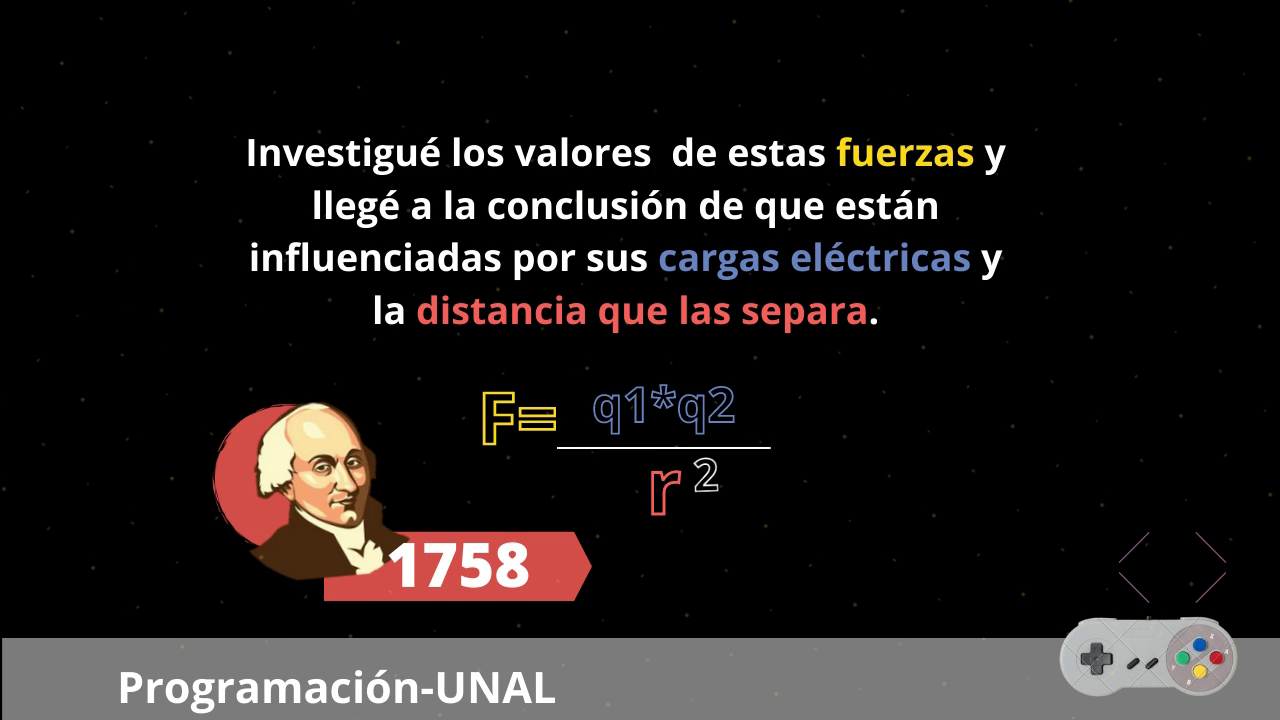 Investigué los valores  de estas fuerzas y
llegé a la conclusión de que están
influenciadas por sus cargas eléctricas y
la distancia que las separa.
F= q1*q2
r 2
1758
Programación-UNAL